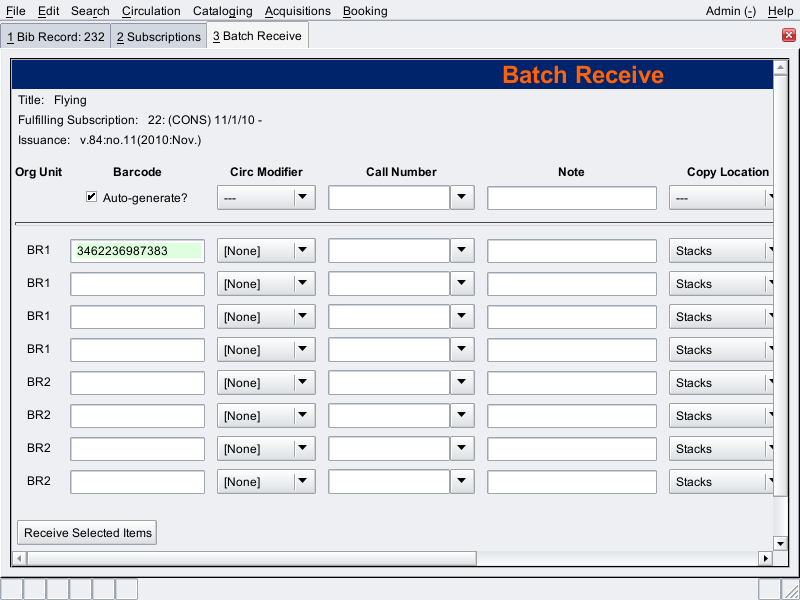 File Edit Search Circulation Cataloging Acquisitions Booking Admin (-) Help
1 Bib Record: 232 2 Subscriptions 3 Batch Receive
Batch Receive
Title: Flying
Fulfilling Subscription: 22: (CONS) 11/1/10 -
Issuance: v.84:no.11(2010:Nov.)
Org Unit Barcode Circ Modifier Call Number Note Copy Location
Auto-generate? --- ---
BR1 3462236987383 [None] Stacks
BR1 [None] Stacks
BR1 [None] Stacks
BR1 [None] Stacks
BR2 [None] Stacks
BR2 [None] Stacks
BR2 [None] Stacks
BR2 [None] Stacks
Receive Selected Items